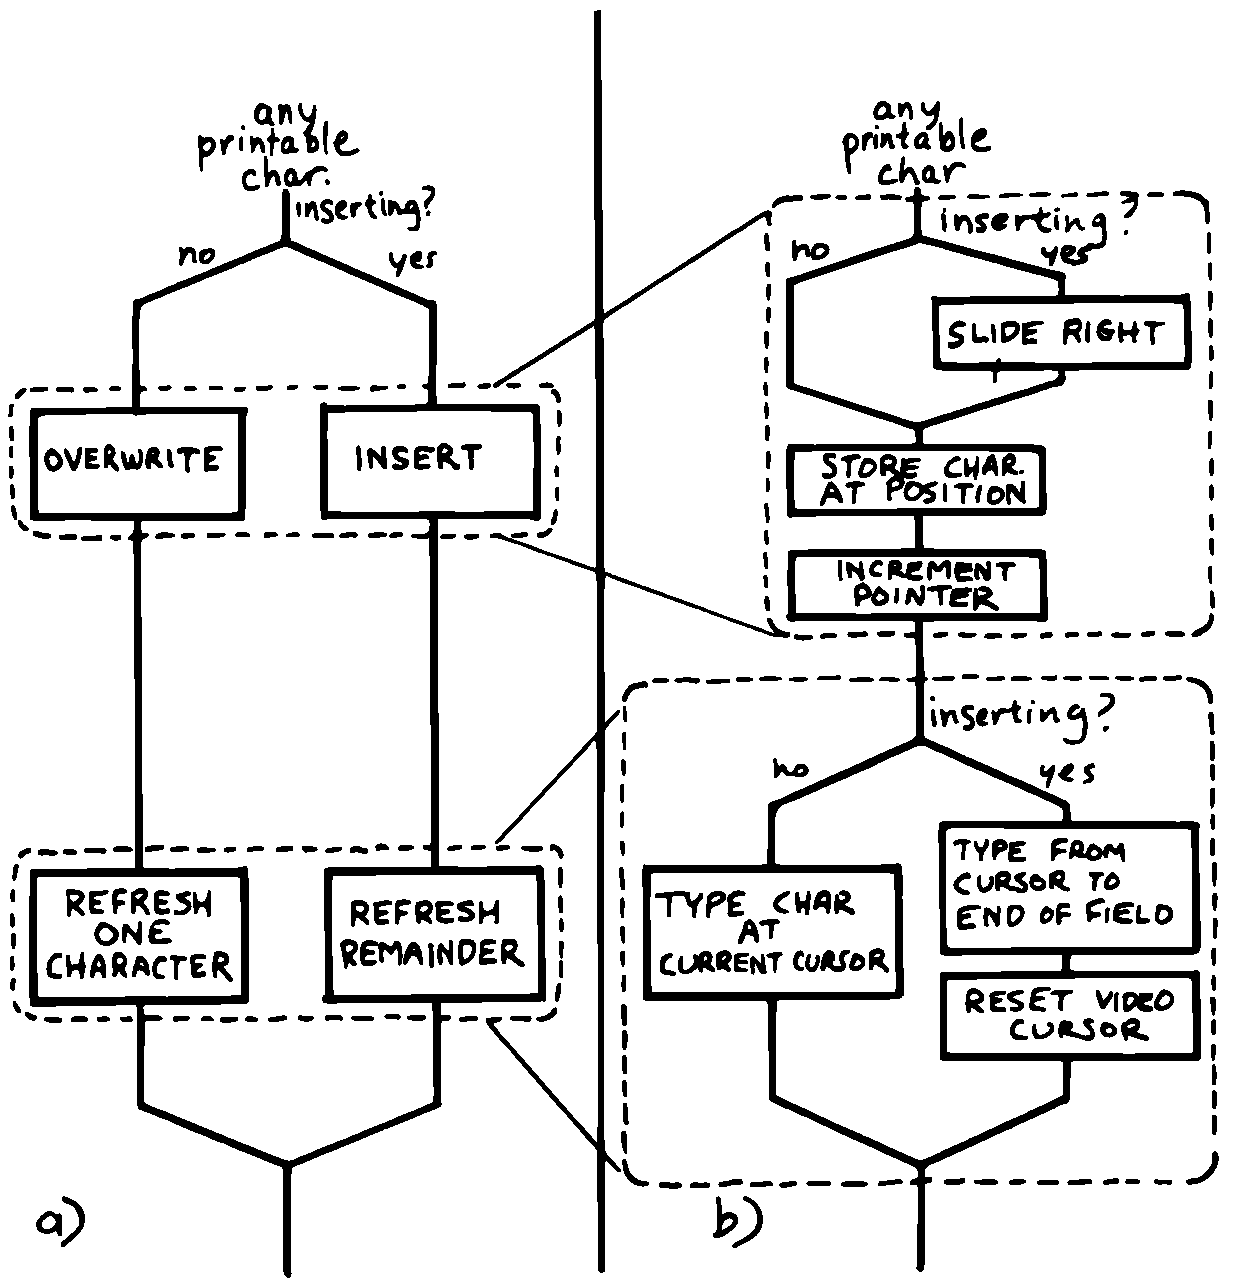 any
printable
char.
inserting?
no
yes
OVERWRITE
INSERT
REFRESH
ONE
CHARACTER
REFRESH
REMAINDER
a)
any
printable
char
inserting?
no
yes
SLIDE RIGHT
STORE CHAR.
AT POSITION
INCREMENT
POINTER
inserting?
no
yes
TYPE CHAR
AT
CURRENT CURSOR
TYPE FROM
CURSOR TO
END OF FIELD
RESET VIDEO
CURSOR
b)